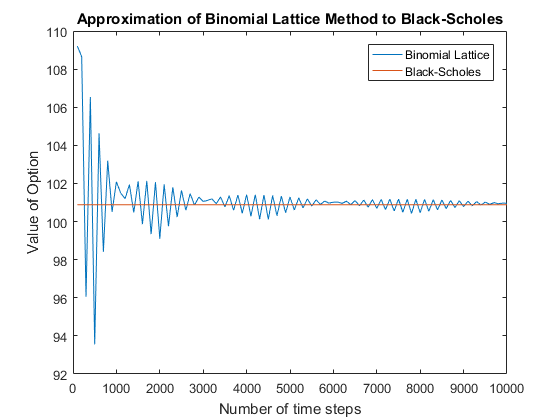 Approximation of Binomial Lattice Method to Black-Scholes
Binomial Lattice
Black-Scholes
Value of Option
110
108
106
104
102
100
98
96
94
92
0 1000 2000 3000 4000 5000 6000 7000 8000 9000 10000
Number of time steps